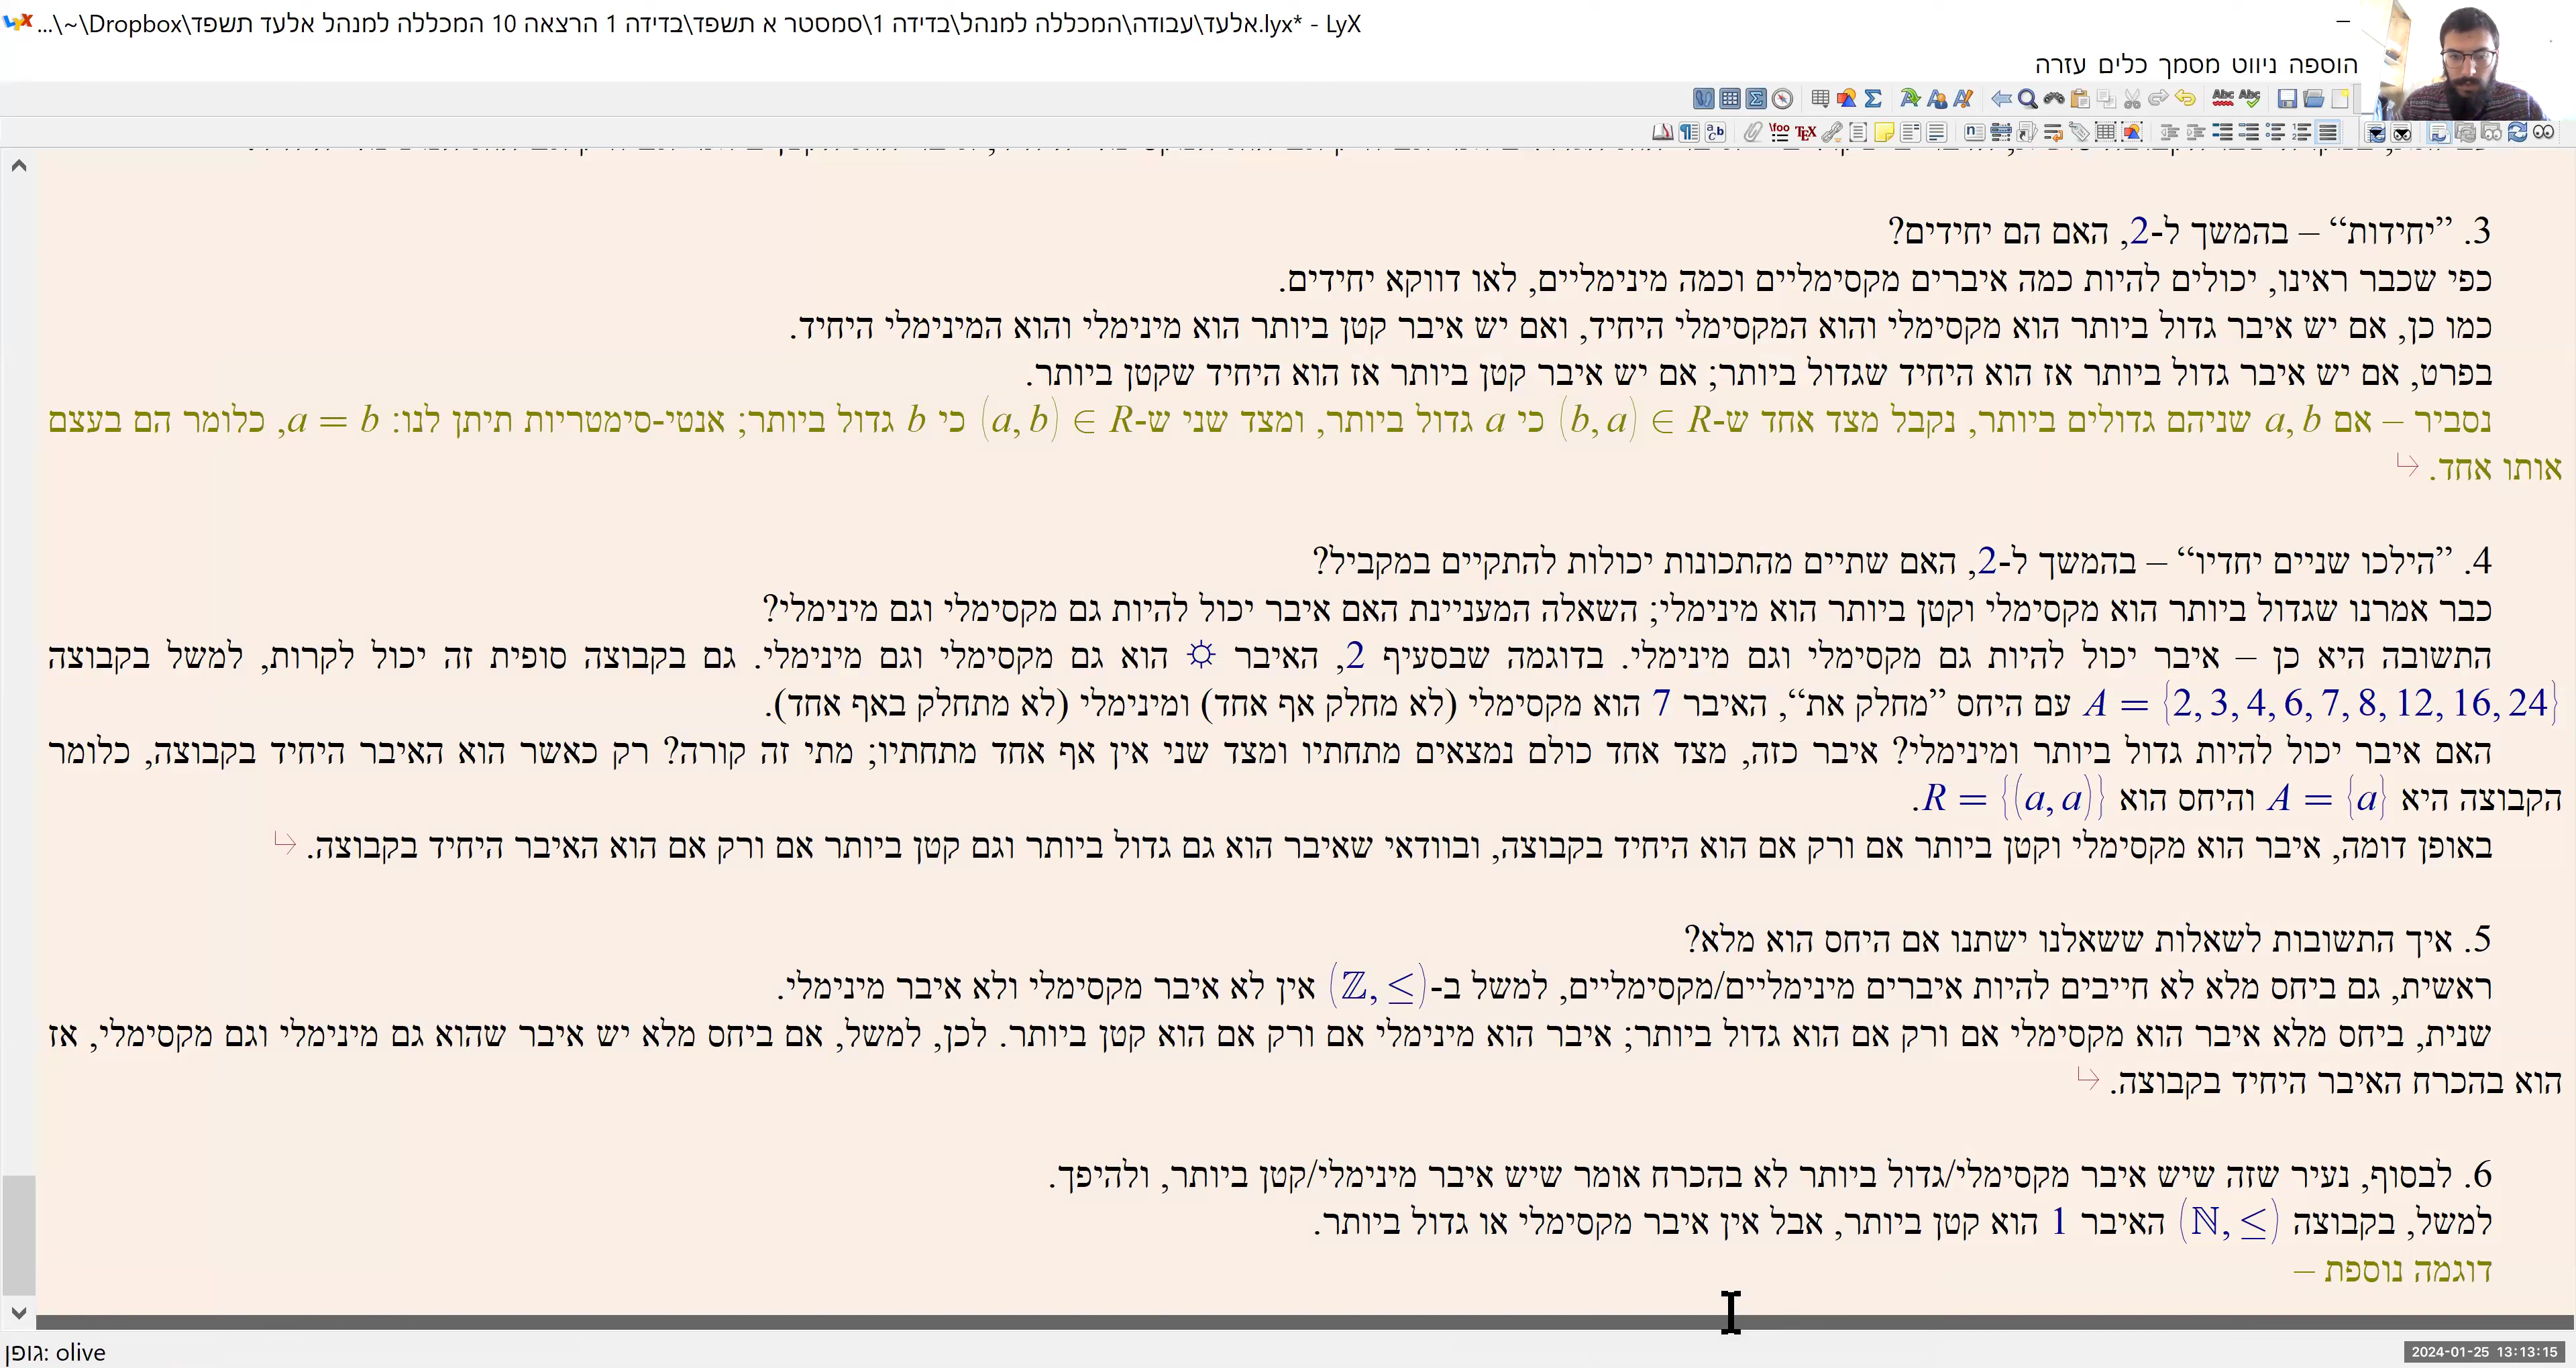 ...\~\Dropbox\אלעד\עבודה\המכללה למנהל\בדידה 1\סמסטר א תשפד\בדידה 1 הרצאה 10 המכללה למנהל אלעד תשפד.lyx* - LyX
הוספה ניווט מסמך כלים עזרה
3. ”יחידות“ – בהמשך ל-2, האם הם יחידים?
כפי שכבר ראינו, יכולים להיות כמה איברים מקסימליים וכמה מינימליים, לאו דווקא יחידים.
כמו כן, אם יש איבר גדול ביותר הוא מקסימלי והוא המקסימלי היחיד, ואם יש איבר קטן ביותר הוא מינימלי והוא המינימלי היחיד.
בפרט, אם יש איבר גדול ביותר אז הוא היחיד שגדול ביותר; אם יש איבר קטן ביותר אז הוא היחיד שקטן ביותר.
נסביר – אם a, b שניהם גדולים ביותר, נקבל מצד אחד ש-(b, a) ∈ R כי a גדול ביותר, ומצד שני ש-(a, b) ∈ R כי b גדול ביותר; אנטי-סימטריות תיתן לנו: a = b, כלומר הם בעצם
אותו אחד.
4. ”הילכו שניים יחדיו“ – בהמשך ל-2, האם שתיים מהתכונות יכולות להתקיים במקביל?
כבר אמרנו שגדול ביותר הוא מקסימלי וקטן ביותר הוא מינימלי; השאלה המעניינת האם איבר יכול להיות גם מקסימלי וגם מינימלי?
התשובה היא כן – איבר יכול להיות גם מקסימלי וגם מינימלי. בדוגמה שבסעיף 2, האיבר ☼ הוא גם מקסימלי וגם מינימלי. גם בקבוצה סופית זה יכול לקרות, למשל בקבוצה
A = {2, 3, 4, 6, 7, 8, 12, 16, 24} עם היחס ”מחלק את“, האיבר 7 הוא מקסימלי (לא מחלק אף אחד) ומינימלי (לא מתחלק באף אחד).
האם איבר יכול להיות גדול ביותר ומינימלי? איבר כזה, מצד אחד כולם נמצאים מתחתיו ומצד שני אין אף אחד מתחתיו; מתי זה קורה? רק כאשר הוא האיבר היחיד בקבוצה, כלומר
הקבוצה היא A = {a} והיחס הוא R = {(a, a)}.
באופן דומה, איבר הוא מקסימלי וקטן ביותר אם ורק אם הוא היחיד בקבוצה, ובוודאי שאיבר הוא גם גדול ביותר וגם קטן ביותר אם ורק אם הוא האיבר היחיד בקבוצה.
5. איך התשובות לשאלות ששאלנו ישתנו אם היחס הוא מלא?
ראשית, גם ביחס מלא לא חייבים להיות איברים מינימליים/מקסימליים, למשל ב-(ℤ, ≤) אין לא איבר מקסימלי ולא איבר מינימלי.
שנית, ביחס מלא איבר הוא מקסימלי אם ורק אם הוא גדול ביותר; איבר הוא מינימלי אם ורק אם הוא קטן ביותר. לכן, למשל, אם ביחס מלא יש איבר שהוא גם מינימלי וגם מקסימלי, אז
הוא בהכרח האיבר היחיד בקבוצה.
6. לבסוף, נעיר שזה שיש איבר מקסימלי/גדול ביותר לא בהכרח אומר שיש איבר מינימלי/קטן ביותר, ולהיפך.
למשל, בקבוצה (ℕ, ≤) האיבר 1 הוא קטן ביותר, אבל אין איבר מקסימלי או גדול ביותר.
דוגמה נוספת –
גופן: olive
2024-01-25 13:13:15